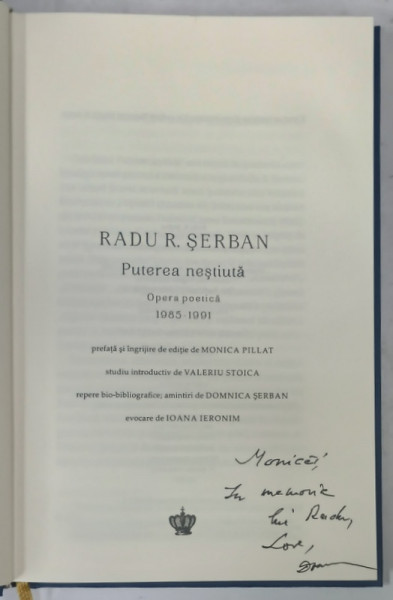 RADU R. ŞERBAN
Puterea neştiută
Opera poetică
1985-1991
prefaţă şi îngrijire de ediţie de MONICA PILLAT
studiu introductiv de VALERIU STOICA
repere bio-bibliografice; amintiri de DOMNICA ŞERBAN
evocare de IOANA IERONIM
Monicăi,
In memoria
lui Radu,
Love,